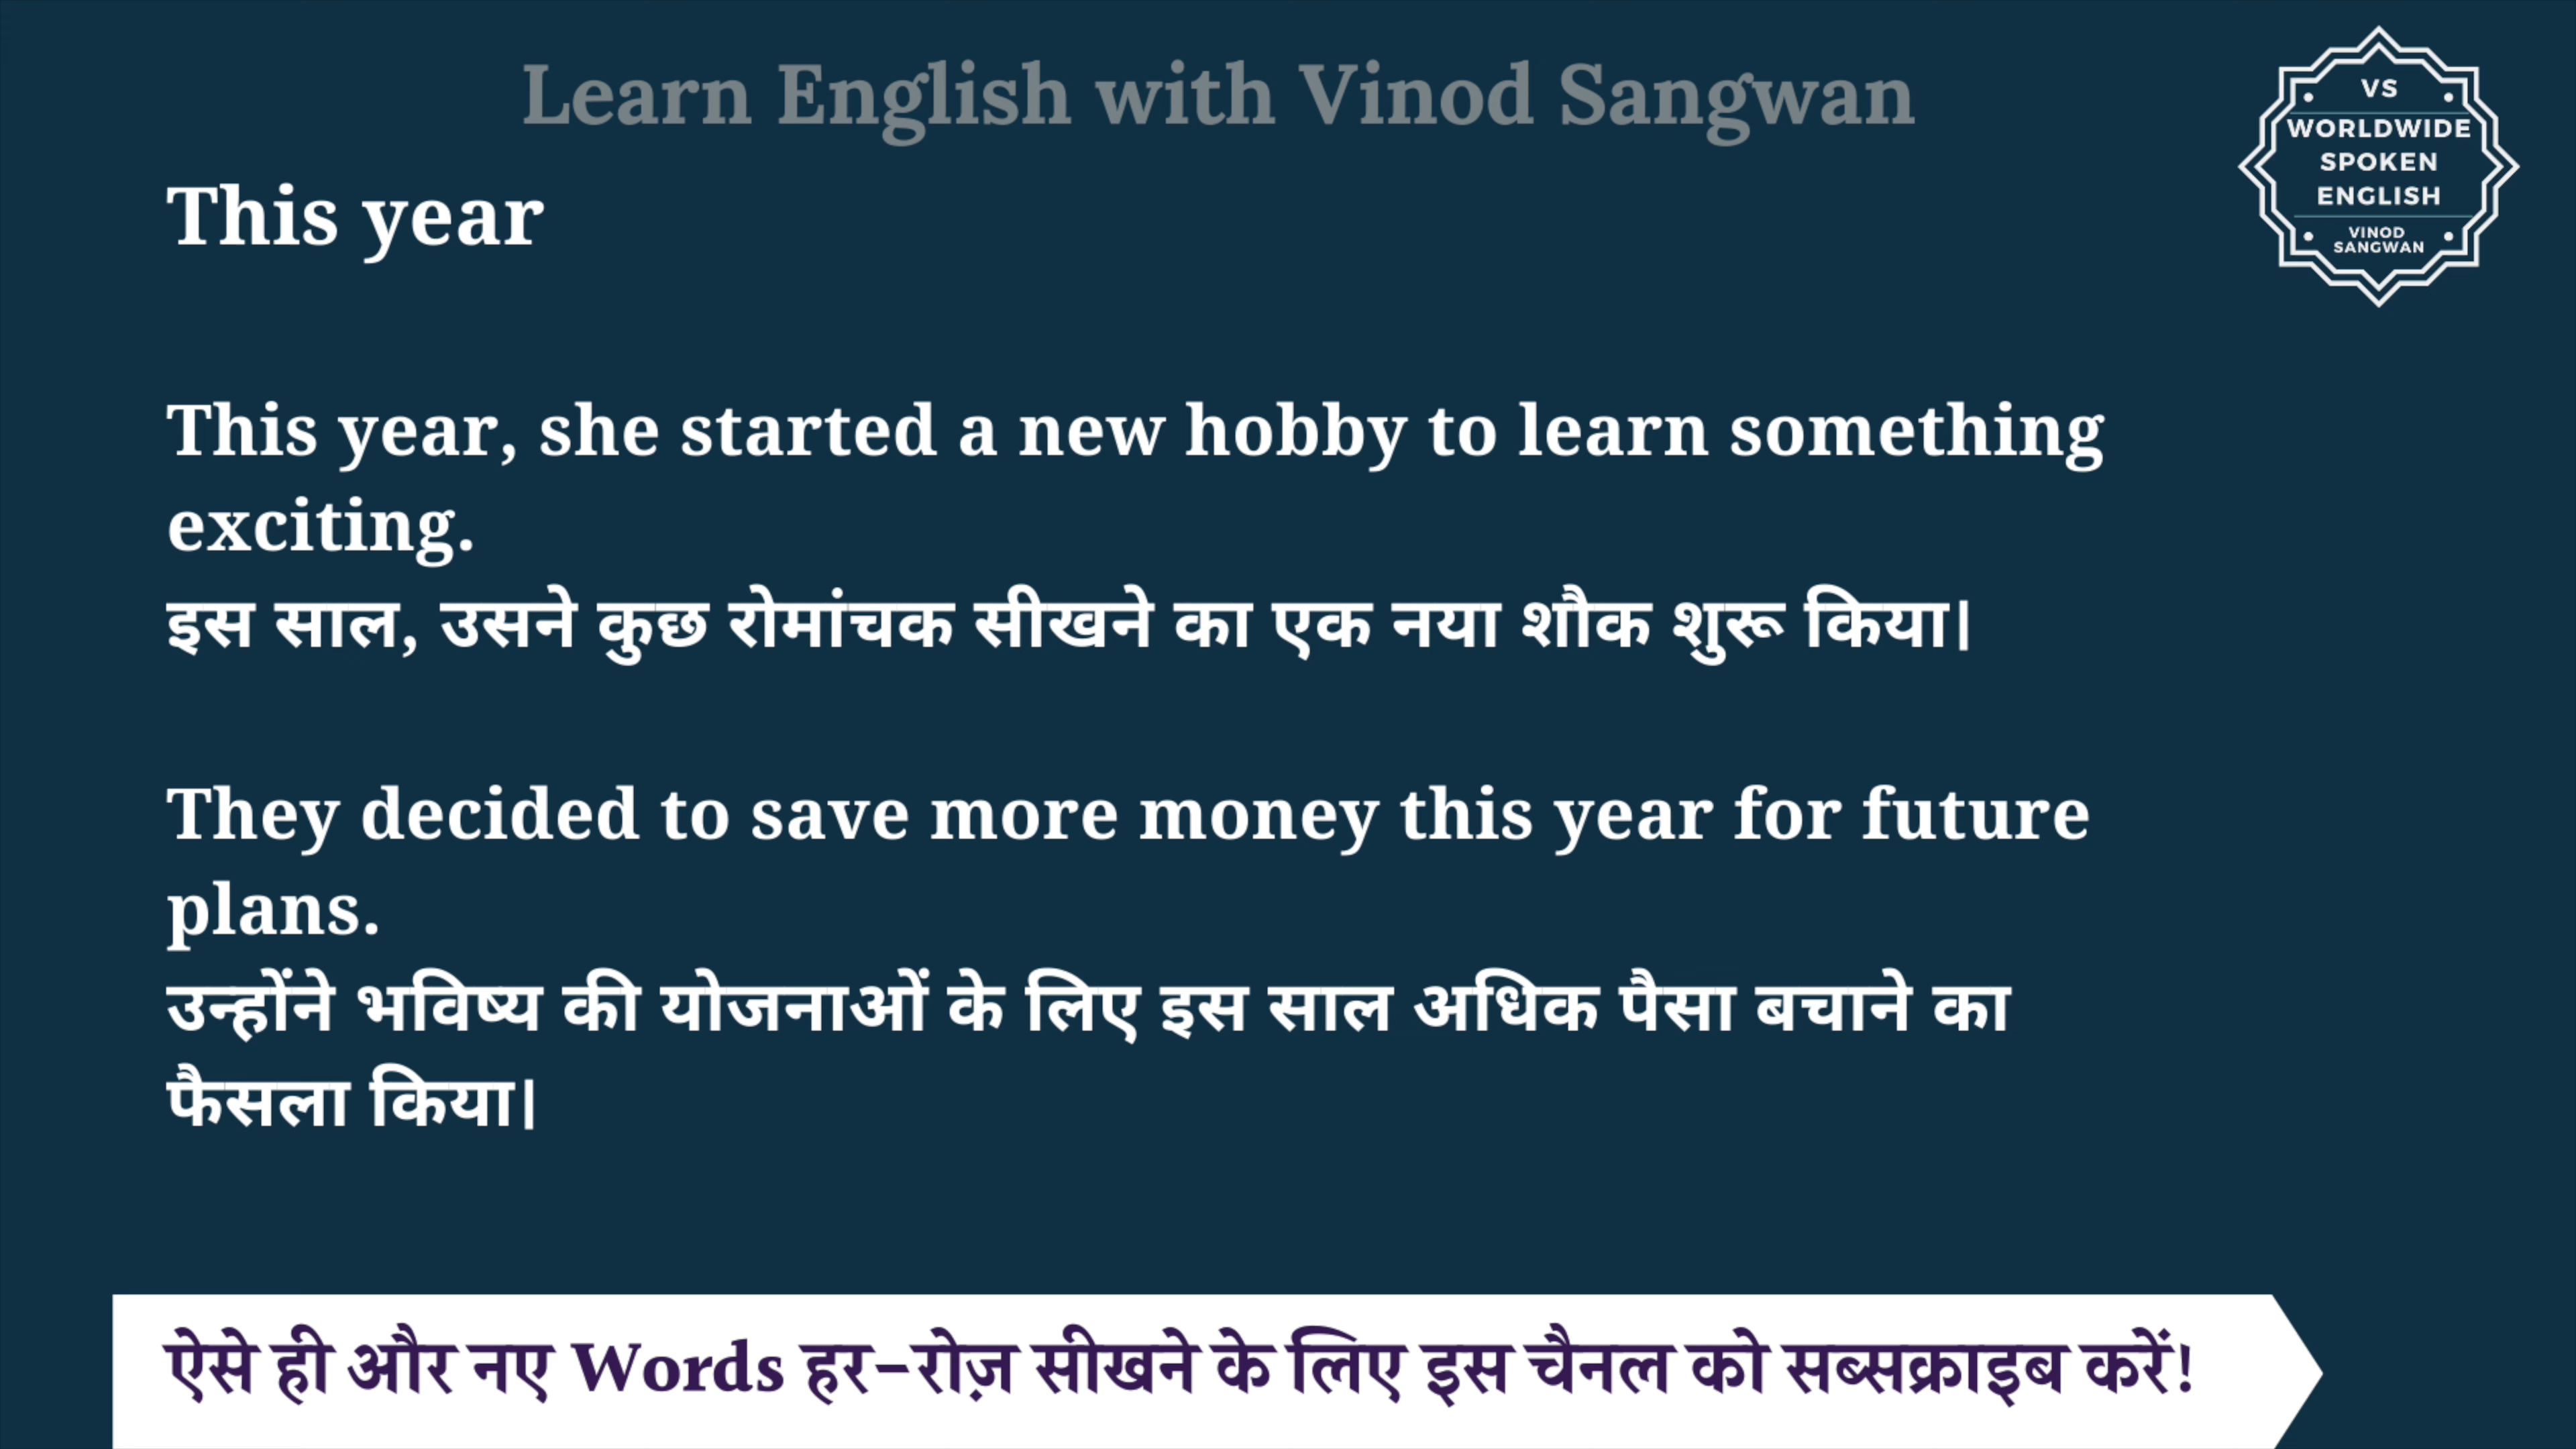 Learn English with Vinod Sangwan
VS
WORLDWIDE
SPOKEN
ENGLISH
VINOD
SANGWAN
This year
This year, she started a new hobby to learn something
exciting.
इस साल, उसने कुछ रोमांचक सीखने का एक नया शौक शुरू किया।
They decided to save more money this year for future
plans.
उन्होंने भविष्य की योजनाओं के लिए इस साल अधिक पैसा बचाने का
फैसला किया।
ऐसे ही और नए Words हर-रोज़ सीखने के लिए इस चैनल को सब्सक्राइब करें!